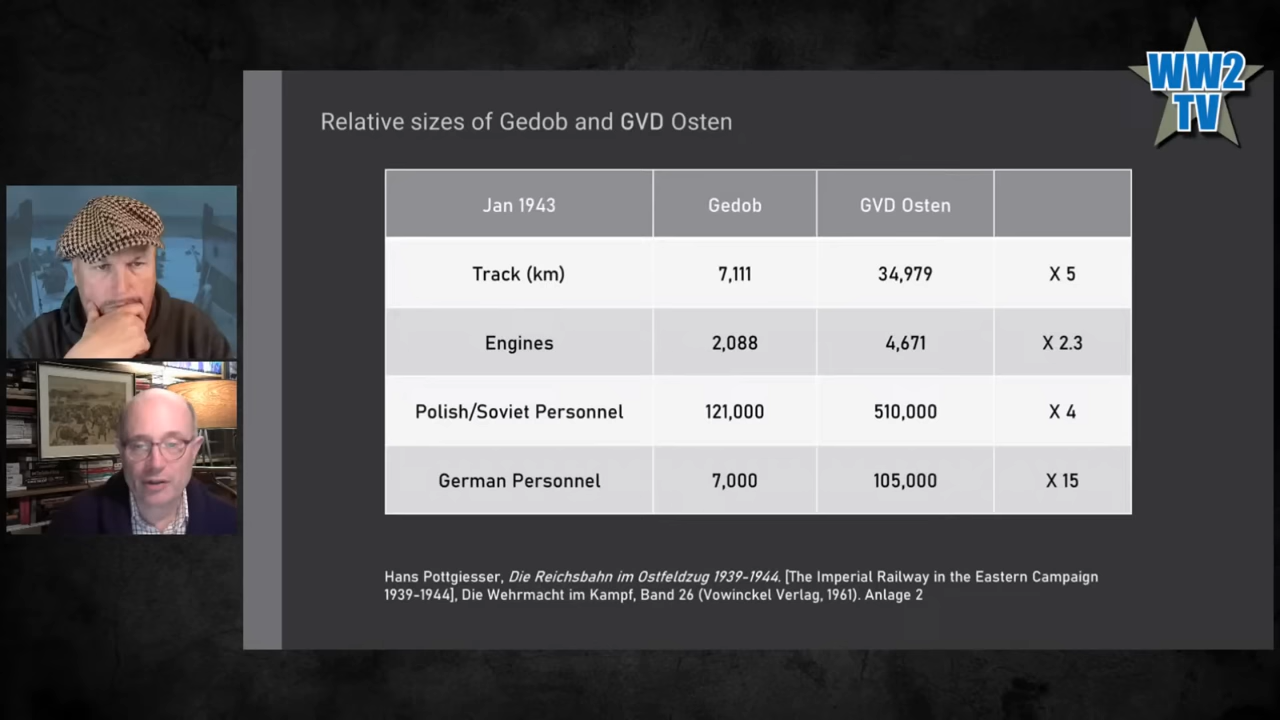 WW2
TV
Relative sizes of Gedob and GVD Osten
Jan 1943 Gedob GVD Osten
Track (km) 7,111 34,979 X 5
Engines 2,088 4,671 X 2.3
Polish/Soviet Personnel 121,000 510,000 X 4
German Personnel 7,000 105,000 X 15
Hans Pottgiesser, Die Reichsbahn im Ostfeldzug 1939-1944. [The Imperial Railway in the Eastern Campaign
1939-1944], Die Wehrmacht im Kampf, Band 26 (Vowinckel Verlag, 1961). Anlage 2